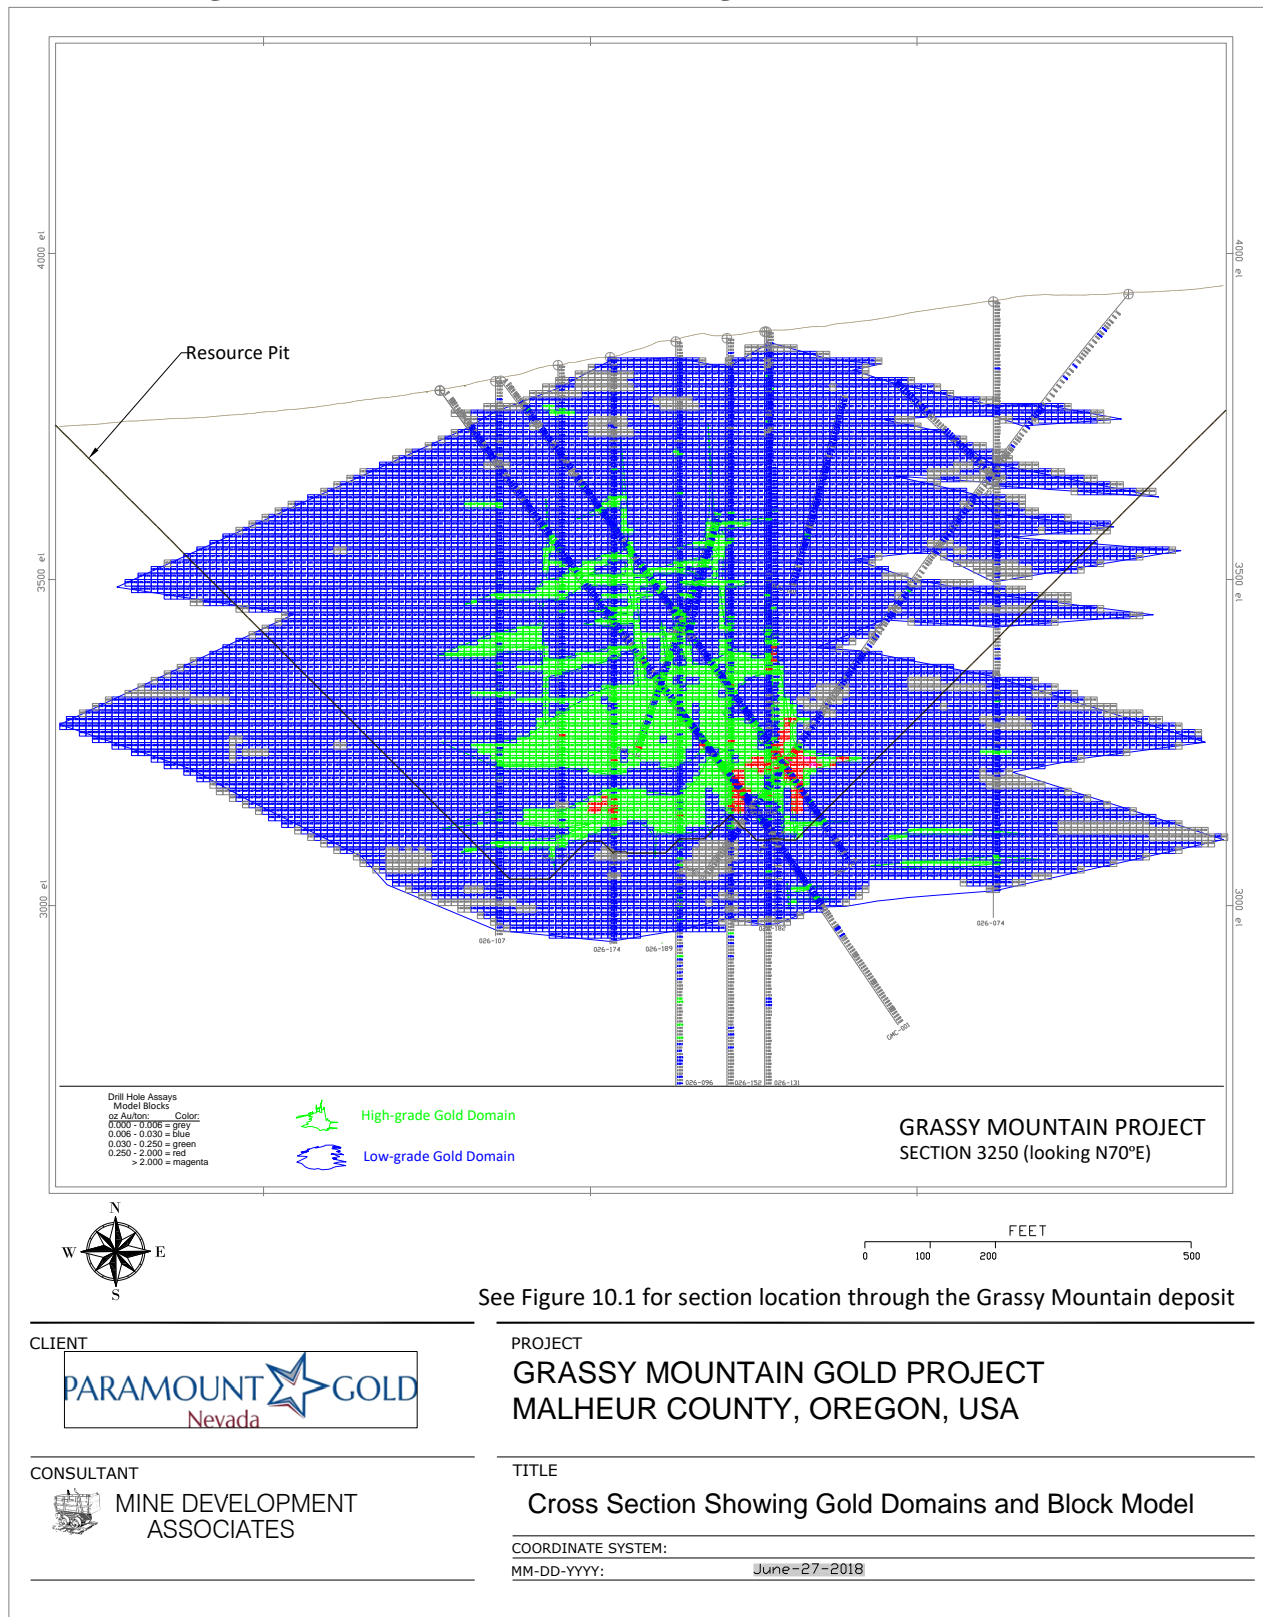 4000 el
4000 el
Resource Pit
3500 el
3500 el
3000 el
3000 el
026-107
026-174
026-189
026-182
026-074
GMC-001
026-096
026-152
026-131
Drill Hole Assays
Model Blocks
oz Au/ton: Color:
0.000 - 0.006 = grey
0.006 - 0.030 = blue
0.030 - 0.250 = green
0.250 - 2.000 = red
> 2.000 = magenta
High-grade Gold Domain
Low-grade Gold Domain
GRASSY MOUNTAIN PROJECT
SECTION 3250 (looking N70°E)
N
W E
S
FEET
0 100 200 500
See Figure 10.1 for section location through the Grassy Mountain deposit
CLIENT
PARAMOUNT GOLD
Nevada
PROJECT
GRASSY MOUNTAIN GOLD PROJECT
MALHEUR COUNTY, OREGON, USA
CONSULTANT
MINE DEVELOPMENT
ASSOCIATES
TITLE
Cross Section Showing Gold Domains and Block Model
COORDINATE SYSTEM:
MM-DD-YYYY: June-27-2018